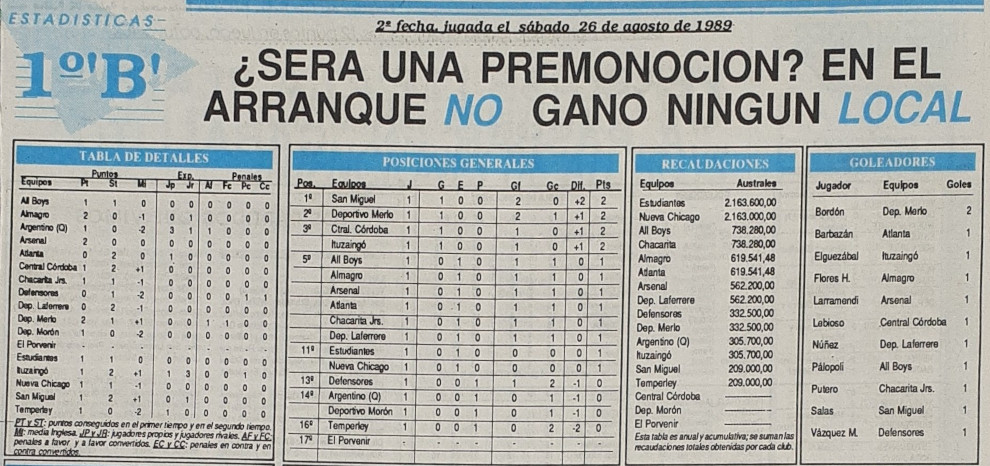 ESTADISTICAS
1º'B'
2ª fecha, jugada el sábado 26 de agosto de 1989
¿SERA UNA PREMONOCION? EN EL
ARRANQUE NO GANO NINGUN LOCAL
TABLA DE DETALLES
Puntos Exp. Penales
Equipos Pt St Mi Jp Jr Af Fc Pc Cc
All Boys 1 1 0 0 0 0 0 0 0
Almagro 2 0 -1 0 1 0 0 0 0
Argentino (Q) 1 0 -2 3 1 1 0 0 0
Arsenal 2 0 0 0 0 0 0 0 0
Atlanta 0 2 0 1 0 0 0 0 0
Central Córdoba 1 2 +1 0 0 0 0 0 0
Chacarita Jrs. 1 1 -1 0 0 0 0 0 0
Defensores 0 1 -2 0 0 0 0 1 1
Dep. Laferrere 0 2 -1 0 0 0 0 0 0
Dep. Merlo 2 1 +1 0 0 1 1 0 0
Dep. Morón 1 0 -2 0 0 0 0 0 0
El Porvenir - - - - - - - - -
Estudiantes 1 1 0 0 0 0 0 0 0
Ituzaingó 1 2 +1 1 3 0 1 0 0
Nueva Chicago 1 1 -1 0 0 0 0 0 0
San Miguel 1 2 +1 0 1 0 0 0 0
Temperley 2 0 -1 1 0 0 0 0 0
PT y ST: puntos conseguidos en el primer tiempo y en el segundo tiempo.
MI: media Inglesa. JP y JR: jugadores propios y jugadores rivales. AF y FC:
penales a favor y a favor convertidos. EC y CC: penales en contra y en
contra convertidos.
POSICIONES GENERALES
Pos. Equipos J G E P Gf Gc Dif. Pts
1º San Miguel 1 1 0 0 2 0 +2 2
2º Deportivo Merlo 1 1 0 0 2 1 +1 2
3º Ctral. Córdoba 1 1 0 0 1 0 +1 2
Ituzaingó 1 1 0 0 1 0 +1 2
5º All Boys 1 0 1 0 1 1 0 1
Almagro 1 0 1 0 1 1 0 1
Arsenal 1 0 1 0 1 1 0 1
Atlanta 1 0 1 0 1 1 0 1
Chacarita Jrs. 1 0 1 0 1 1 0 1
Dep. Laferrere 1 0 1 0 1 1 0 1
11º Estudiantes 1 0 1 0 0 0 0 1
Nueva Chicago 1 0 1 0 0 0 0 1
13º Defensores 1 0 0 1 1 2 -1 0
14º Argentino (Q) 1 0 0 1 0 1 -1 0
Deportivo Morón 1 0 0 1 0 1 -1 0
16º Temperley 1 0 0 1 0 2 -2 0
17º El Porvenir
RECAUDACIONES
Equipos Australes
Estudiantes 2.163.600,00
Nueva Chicago 2.163.000,00
All Boys 738.280,00
Chacarita 738.280,00
Almagro 619.541,48
Atlanta 619.541,48
Arsenal 562.200,00
Dep. Laferrere 562.200,00
Defensores 332.500,00
Dep. Merlo 332.500,00
Argentino (Q) 305.700,00
Ituzaingó 305.700,00
San Miguel 209.000,00
Temperley 209.000,00
Central Córdoba
Dep. Morón
El Porvenir
Esta tabla es anual y acumulativa; se suman las
recaudaciones totales obtenidas por cada club.
GOLEADORES
Jugador Equipos Goles
Bordón Dep. Merlo 2
Barbazán Atlanta 1
Elguezábal Ituzaingó 1
Flores H. Almagro 1
Larramendi Arsenal 1
Lebioso Central Córdoba 1
Núñez Dep. Laferrere 1
Pálopoli All Boys 1
Putero Chacarita Jrs. 1
Salas San Miguel 1
Vázquez M. Defensores 1